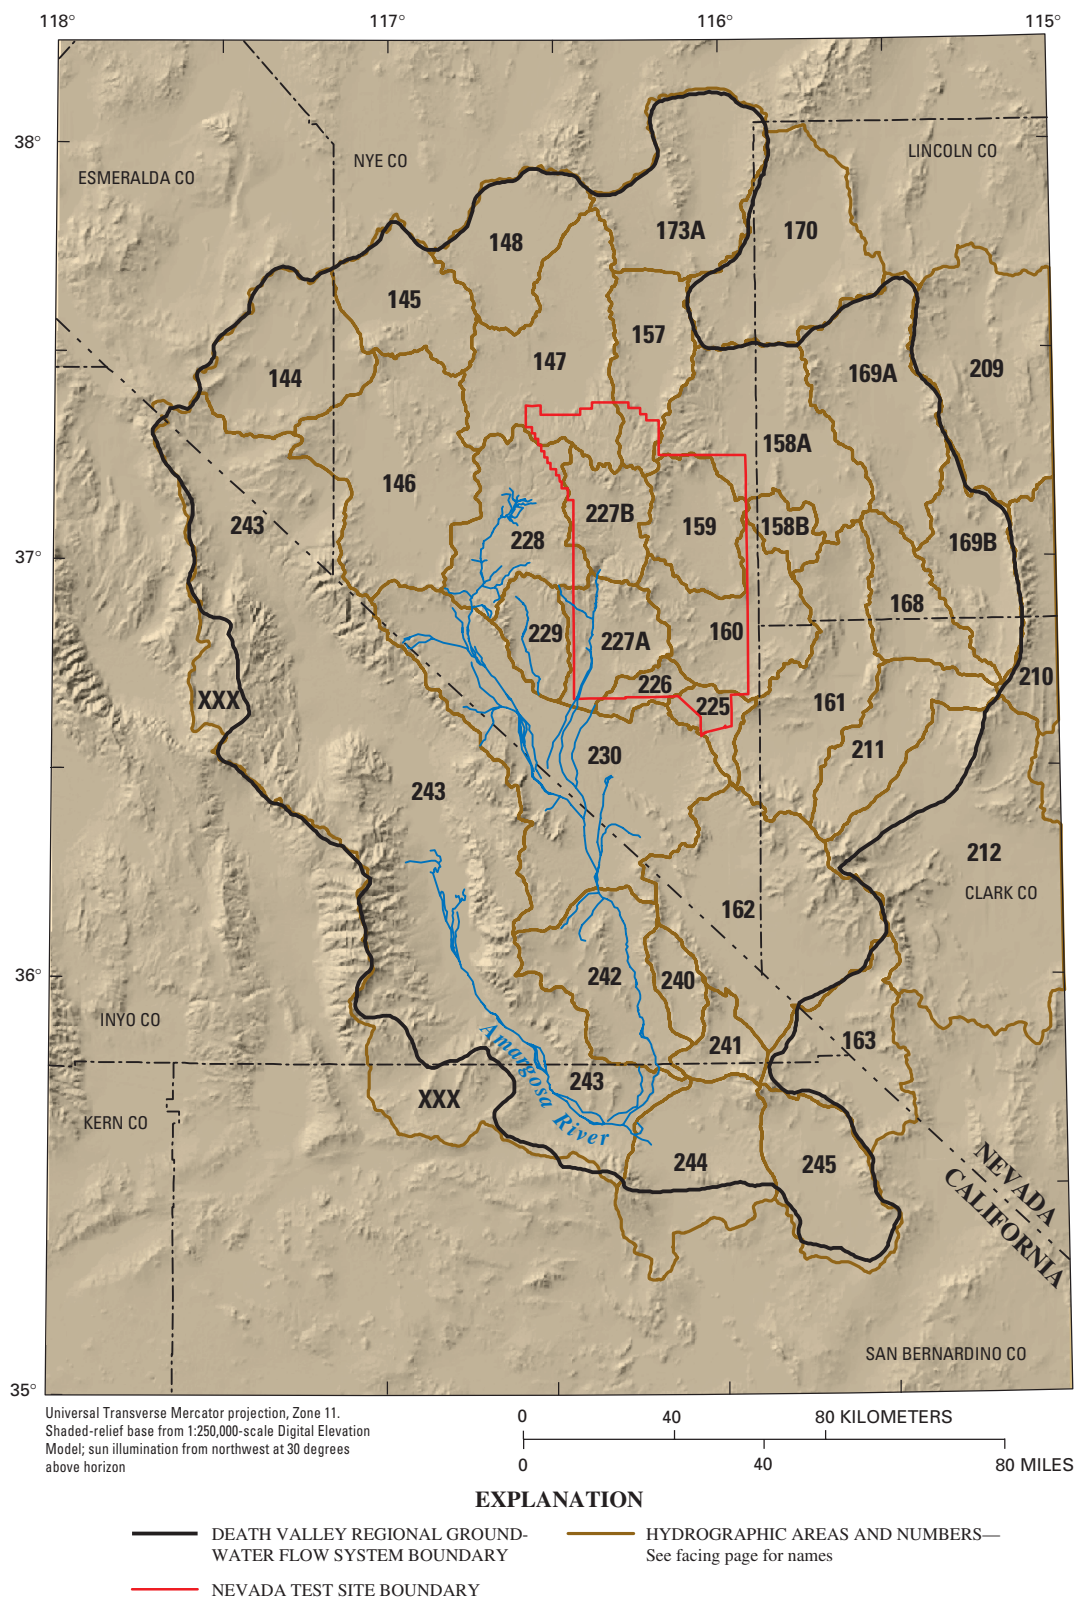 118° 117° 116° 115°
38°
NYE CO
LINCOLN CO
ESMERALDA CO
173A 170
148
145
157
147
144
169A 209
158A
146
243
227B 159 158B
228
169B
37°
168
229 227A 160
226
XXX
225
161
210
230
211
243
212
CLARK CO
162
242 240
36°
INYO CO
241
163
Amargosa River
243
XXX
KERN CO
244 245
NEVADA
CALIFORNIA
SAN BERNARDINO CO
35°
Universal Transverse Mercator projection, Zone 11.
Shaded-relief base from 1:250,000-scale Digital Elevation
Model; sun illumination from northwest at 30 degrees
above horizon
0 40 80 KILOMETERS
0 40 80 MILES
EXPLANATION
DEATH VALLEY REGIONAL GROUND-
WATER FLOW SYSTEM BOUNDARY
NEVADA TEST SITE BOUNDARY
HYDROGRAPHIC AREAS AND NUMBERS—
See facing page for names